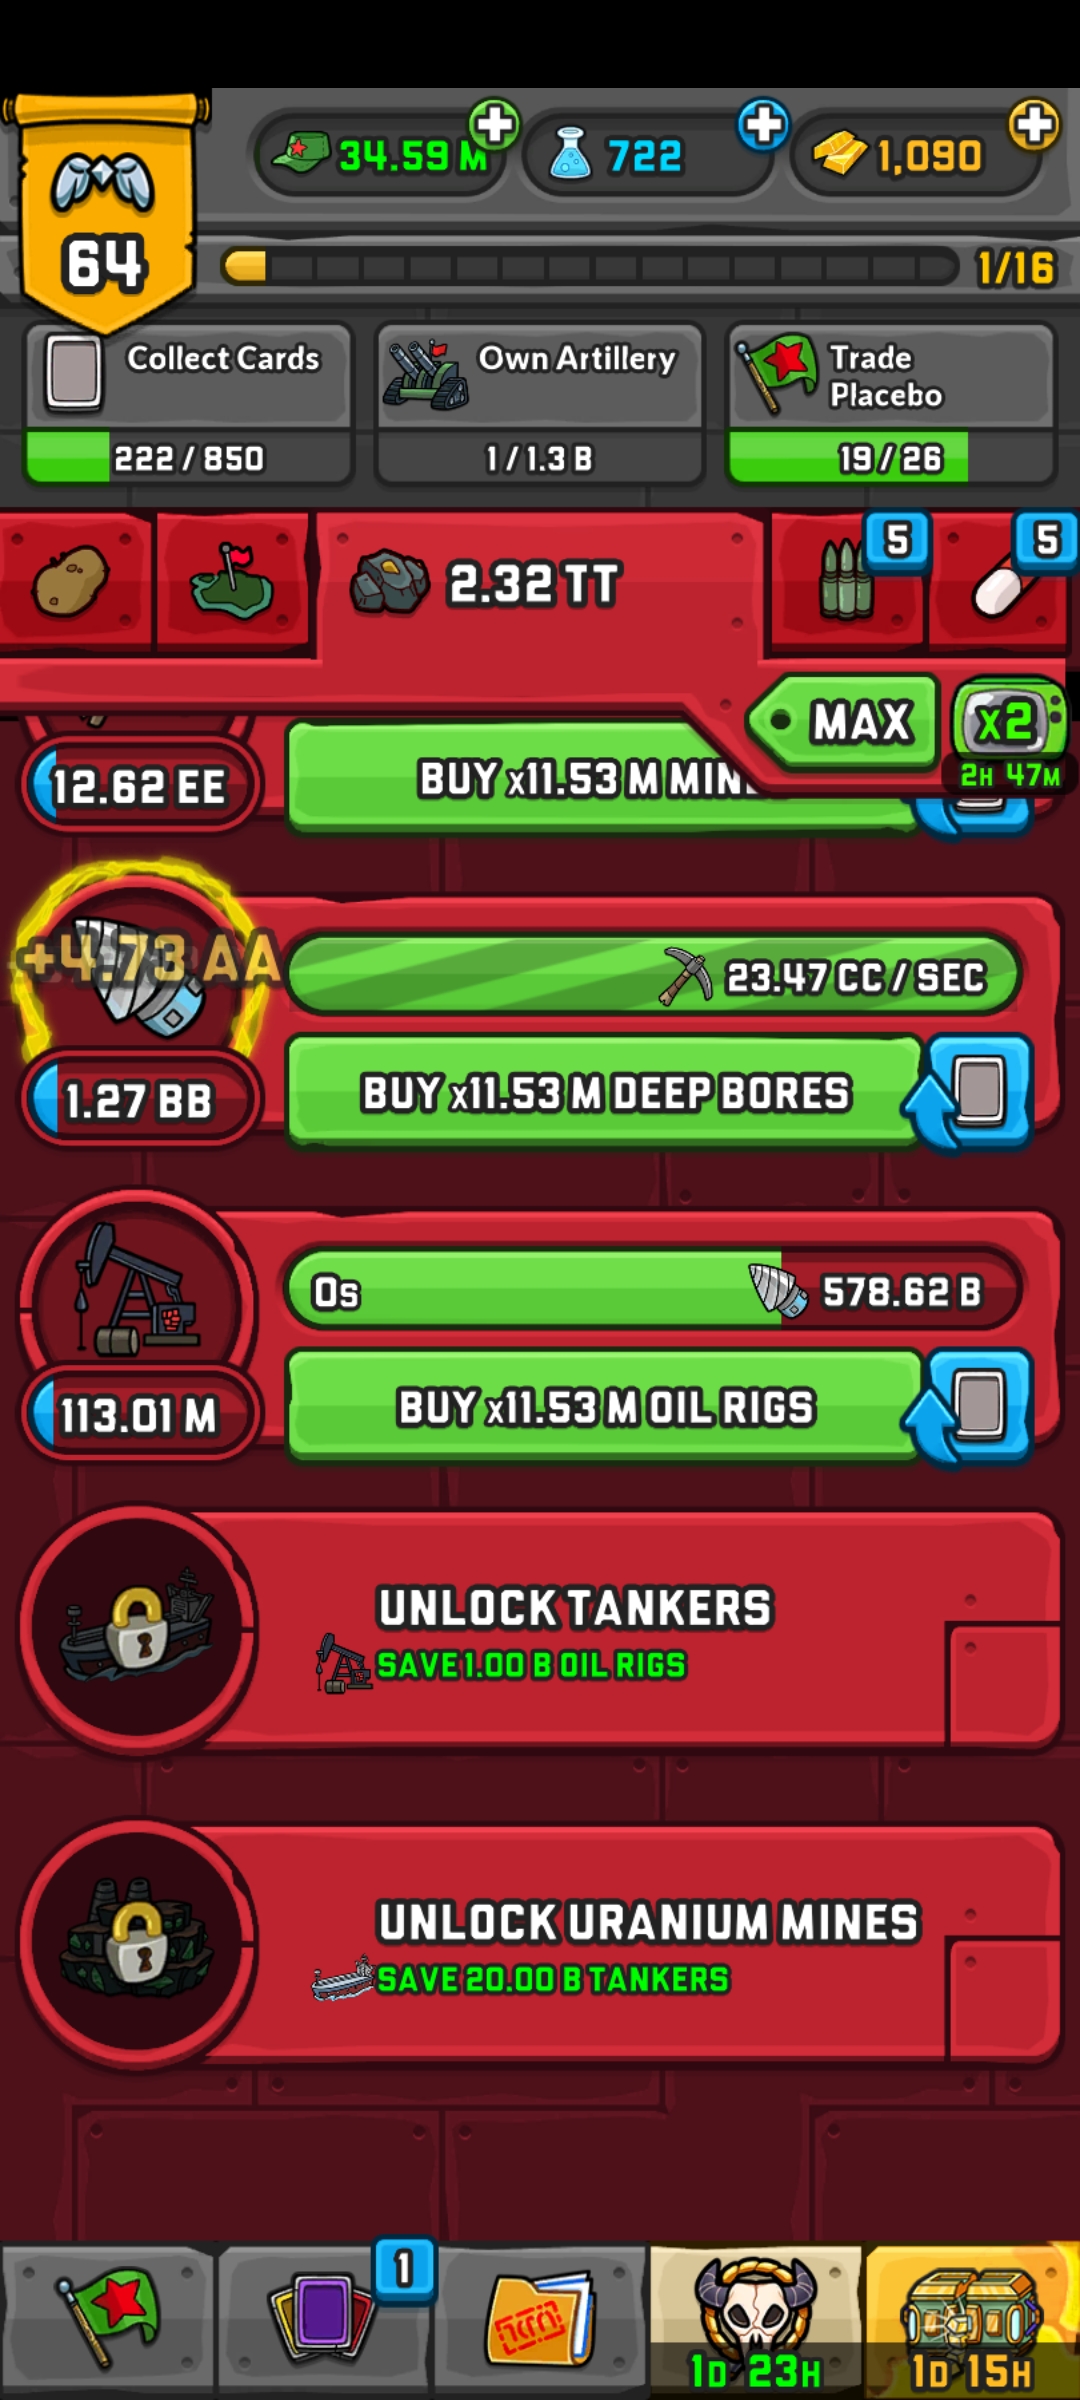 34.59 M
722
1,090
64
1/16
Collect Cards
222 / 850
Own Artillery
1 / 1.3 B
Trade
Placebo
19 / 26
2.32 TT
5
5
MAX
x2
2H 47M
12.62 EE
BUY x11.53 M
+4.73 AA
23.47 CC / SEC
1.27 BB
BUY x11.53 M DEEP BORES
0s
578.62 B
113.01 M
BUY x11.53 M OIL RIGS
UNLOCK TANKERS
SAVE 1.00 B OIL RIGS
UNLOCK URANIUM MINES
SAVE 20.00 B TANKERS
1
1D 23H
1D 15H